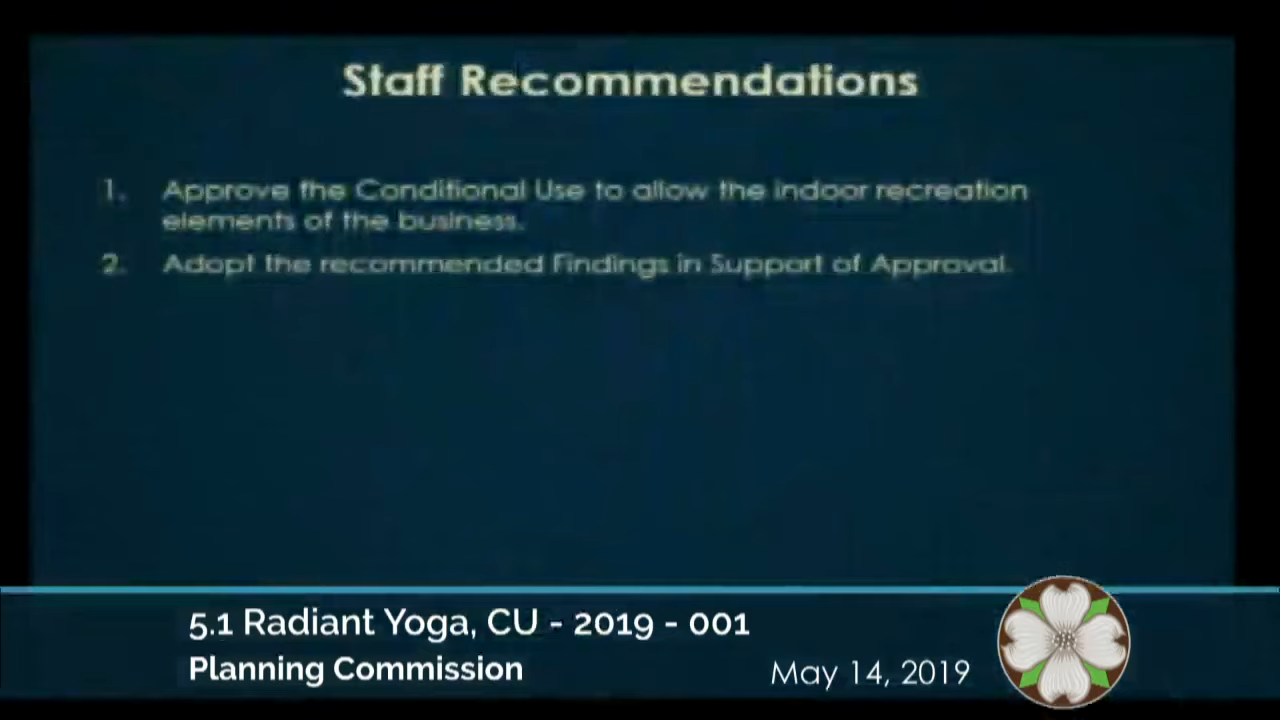 Staff Recommendations
1. Approve the Conditional Use to allow the indoor recreation
elements of the business.
2. Adopt the recommended Findings in Support of Approval.
5.1 Radiant Yoga, CU - 2019 - 001
Planning Commission
May 14, 2019